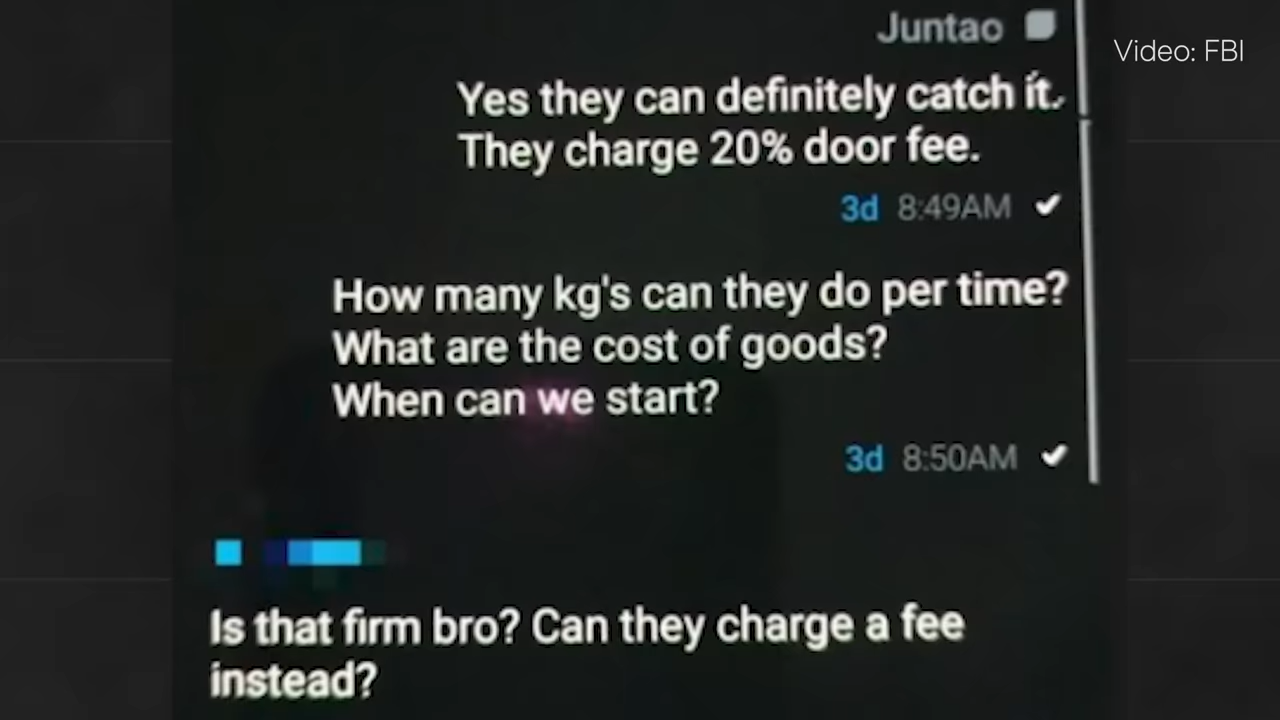 Juntao
Video: FBI
Yes they can definitely catch it.
They charge 20% door fee.
3d 8:49AM
How many kg's can they do per time?
What are the cost of goods?
When can we start?
3d 8:50AM
Is that firm bro? Can they charge a fee
instead?